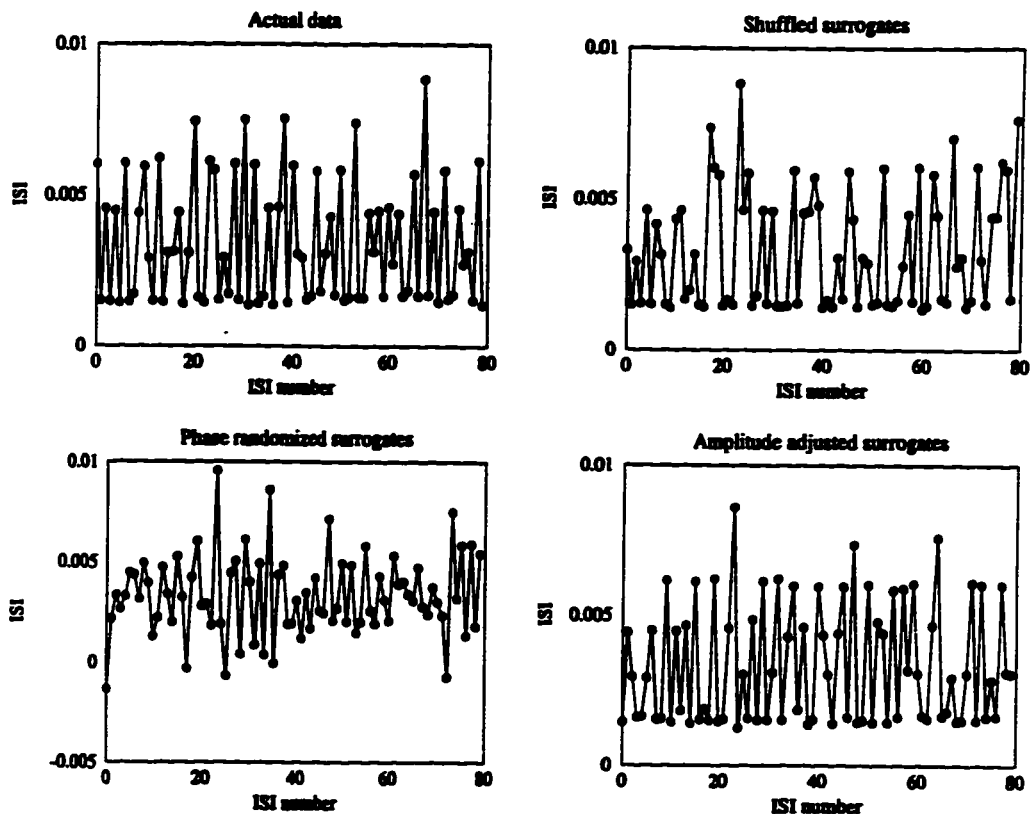 Actual data
0.01
0.005
0
ISI
0
20
40
60
80
ISI number
Shuffled surrogates
0.01
0.005
0
ISI
0
20
40
60
80
ISI number
Phase randomized surrogates
0.01
0.005
0
-0.005
ISI
0
20
40
60
80
ISI number
Amplitude adjusted surrogates
0.01
0.005
0
ISI
0
20
40
60
80
ISI number